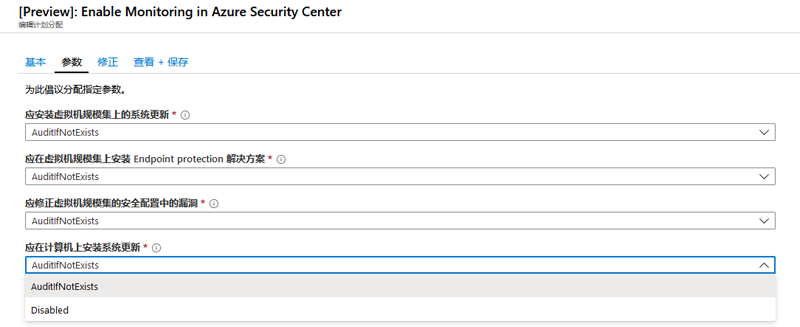 [Preview]: Enable Monitoring in Azure Security Center
编辑计划分配
基本 参数 修正 查看 + 保存
为此倡议分配指定参数。
应安装虚拟机规模集上的系统更新 *
AuditIfNotExists
应在虚拟机规模集上安装 Endpoint protection 解决方案 *
AuditIfNotExists
应修正虚拟机规模集的安全配置中的漏洞 *
AuditIfNotExists
应在计算机上安装系统更新 *
AuditIfNotExists
AuditIfNotExists
Disabled